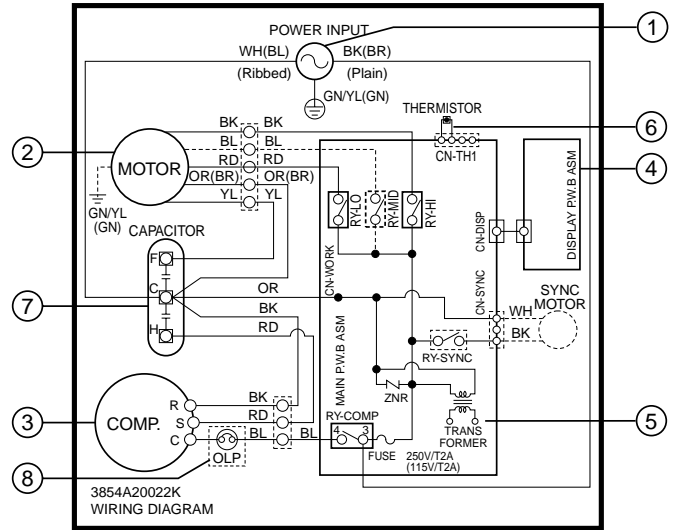 POWER INPUT
1
WH(BL)
BK(BR)
(Ribbed)
(Plain)
GN/YL(GN)
THERMISTOR
6
CN-TH1
2
MOTOR
BK
BK
BL
BL
RD
RD
OR(BR)
OR(BR)
YL
YL
GN/YL
(GN)
RY-LO
RY-MID
RY-HI
DISPLAY P.W.B ASM
4
CN-DISP
CAPACITOR
F
C
H
7
OR
BK
RD
CN-WORK
CN-SYNC
SYNC
MOTOR
WH
BK
RY-SYNC
MAIN P.W.B ASM
ZNR
3
COMP.
R
S
C
BK
RD
BL
BL
OLP
8
RY-COMP
4
3
FUSE
250V/T2A
(115V/T2A)
TRANS
FORMER
5
3854A20022K
WIRING DIAGRAM